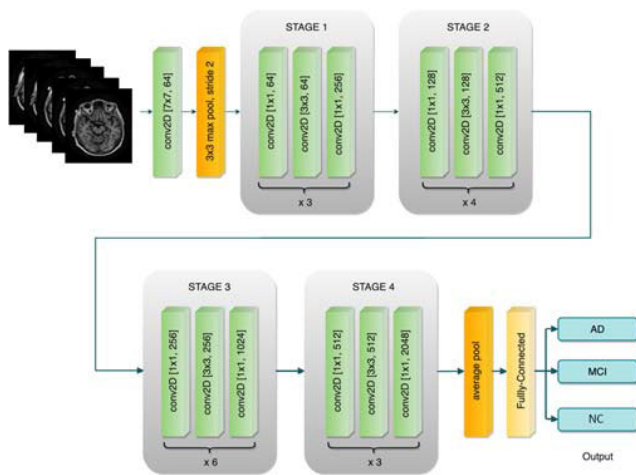 STAGE 1
STAGE 2
conv2D [7x7, 64]
3x3 max pool, stride 2
conv2D [1x1, 64]
conv2D [3x3, 64]
conv2D [1x1, 256]
x 3
conv2D [1x1, 128]
conv2D [3x3, 128]
conv2D [1x1, 512]
x 4
STAGE 3
STAGE 4
conv2D [1x1, 256]
conv2D [3x3, 256]
conv2D [1x1, 1024]
x 6
conv2D [1x1, 512]
conv2D [3x3, 512]
conv2D [1x1, 2048]
x 3
average pool
Fullly-Connected
AD
MCI
NC
Output